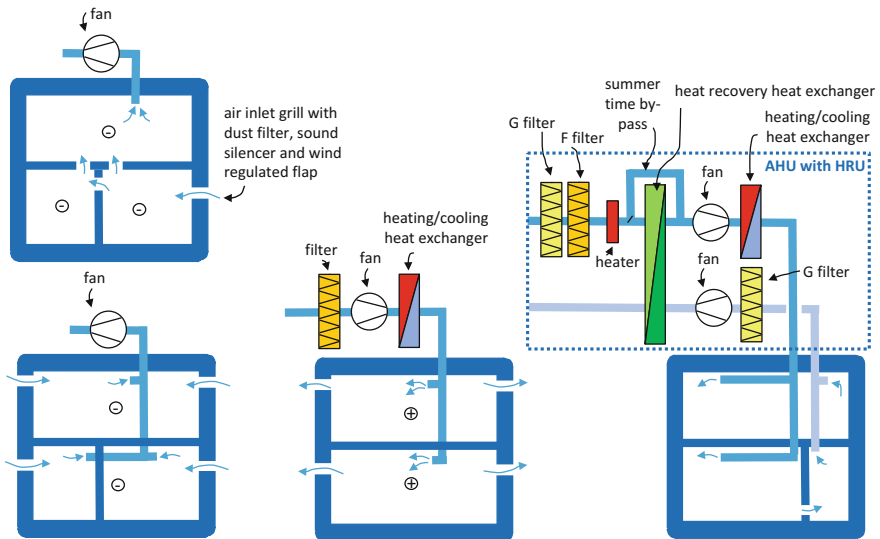 fan
air inlet grill with
dust filter, sound
silencer and wind
regulated flap
-
-
-
fan
-
-
filter
fan
heating/cooling
heat exchanger
+
+
summer
time by-
pass
heat recovery heat exchanger
G filter
F filter
fan
heating/cooling
heat exchanger
AHU with HRU
heater
fan
G filter